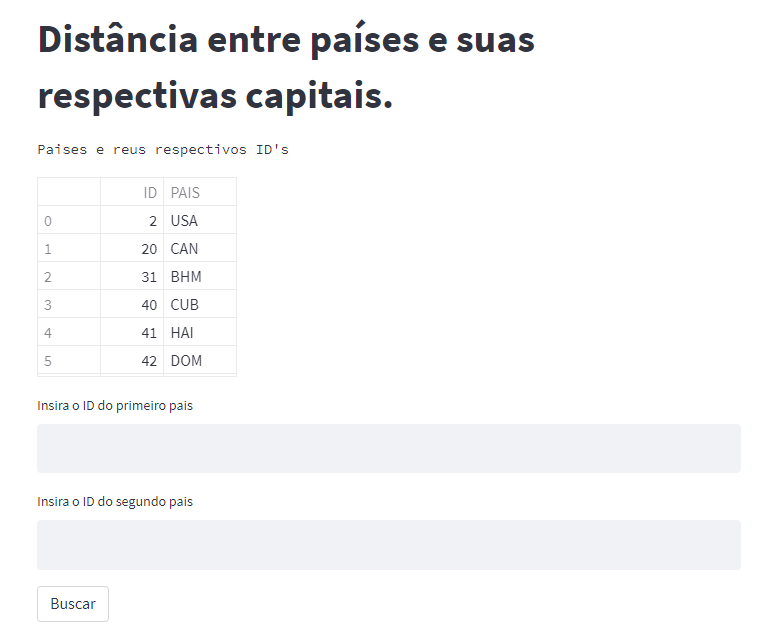 Distância entre países e suas
respectivas capitais.
Paises e reus respectivos ID's
ID PAIS
0 2 USA
1 20 CAN
2 31 BHM
3 40 CUB
4 41 HAI
5 42 DOM
Insira o ID do primeiro pais
Insira o ID do segundo pais
Buscar